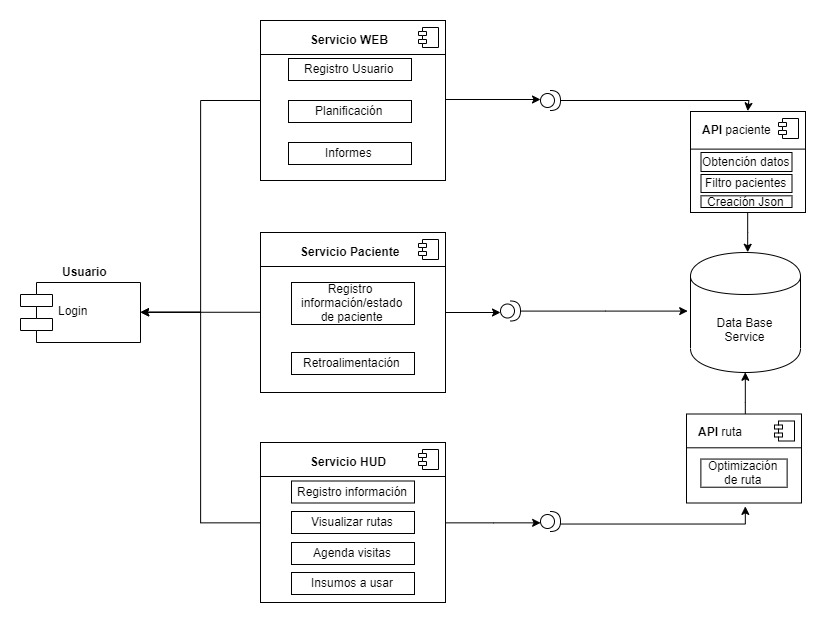 Servicio WEB
Registro Usuario
Planificación
Informes
API paciente
Obtención datos
Filtro pacientes
Creación Json
Usuario
Login
Servicio Paciente
Registro
información/estado
de paciente
Retroalimentación
Data Base
Service
API ruta
Optimización
de ruta
Servicio HUD
Registro información
Visualizar rutas
Agenda visitas
Insumos a usar